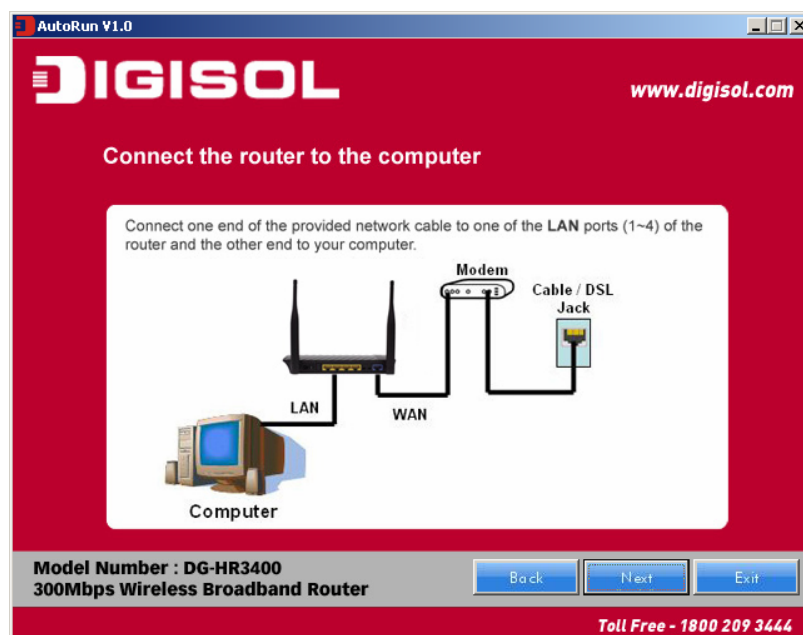 AutoRun V1.0
DIGISOL
www.digisol.com
Connect the router to the computer
Connect one end of the provided network cable to one of the LAN ports (1~4) of the
router and the other end to your computer.
Modem
Cable / DSL
Jack
LAN
WAN
Computer
Model Number : DG-HR3400
300Mbps Wireless Broadband Router
Back
Next
Exit
Toll Free - 1800 209 3444